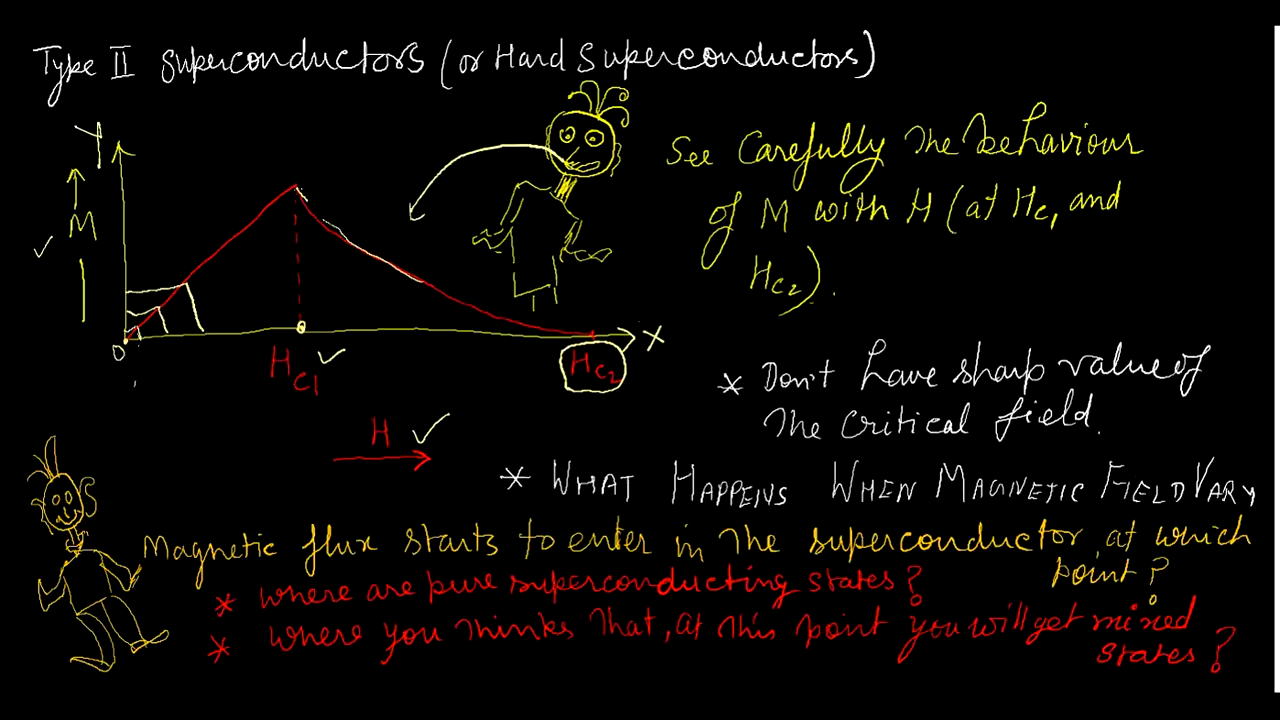 Type II Superconductors (or Hard Superconductors)
Y
M
O
X
Hc1
Hc2
H
See Carefully the behaviour
of M with H (at Hc1 and
Hc2).
* Don't have sharp value of
the critical field.
* WHAT HAPPENS WHEN MAGNETIC FIELD VARY
Magnetic flux starts to enter in the superconductor at which
point?
* where are pure superconducting states?
* where you thinks that, at this point you will get mixed
states?